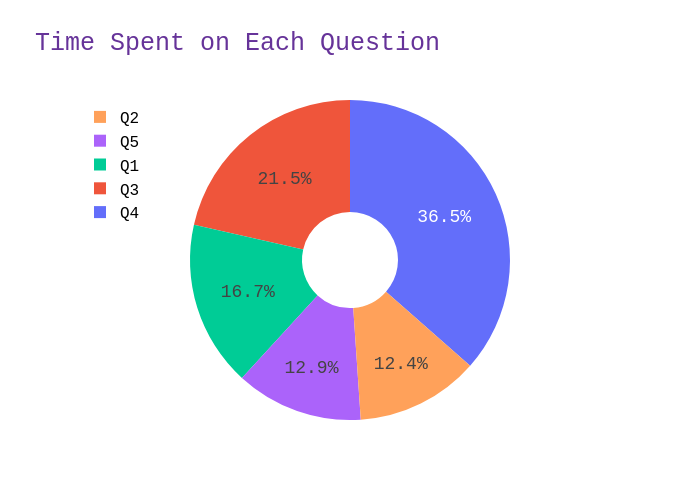 Time Spent on Each Question
Q2
Q5
Q1
Q3
Q4
21.5%
36.5%
16.7%
12.9%
12.4%